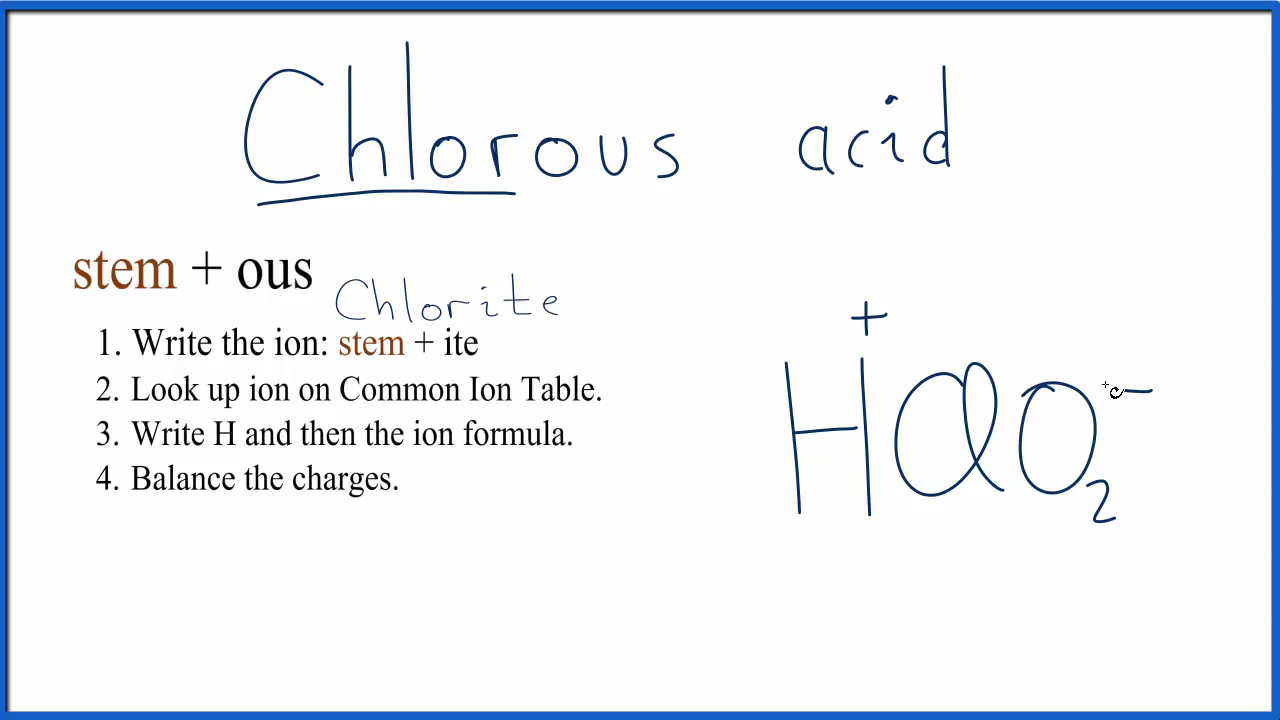 Chlorous acid
stem + ous
Chlorite
1. Write the ion: stem + ite
2. Look up ion on Common Ion Table.
3. Write H and then the ion formula.
4. Balance the charges.
H⁺ClO₂⁻